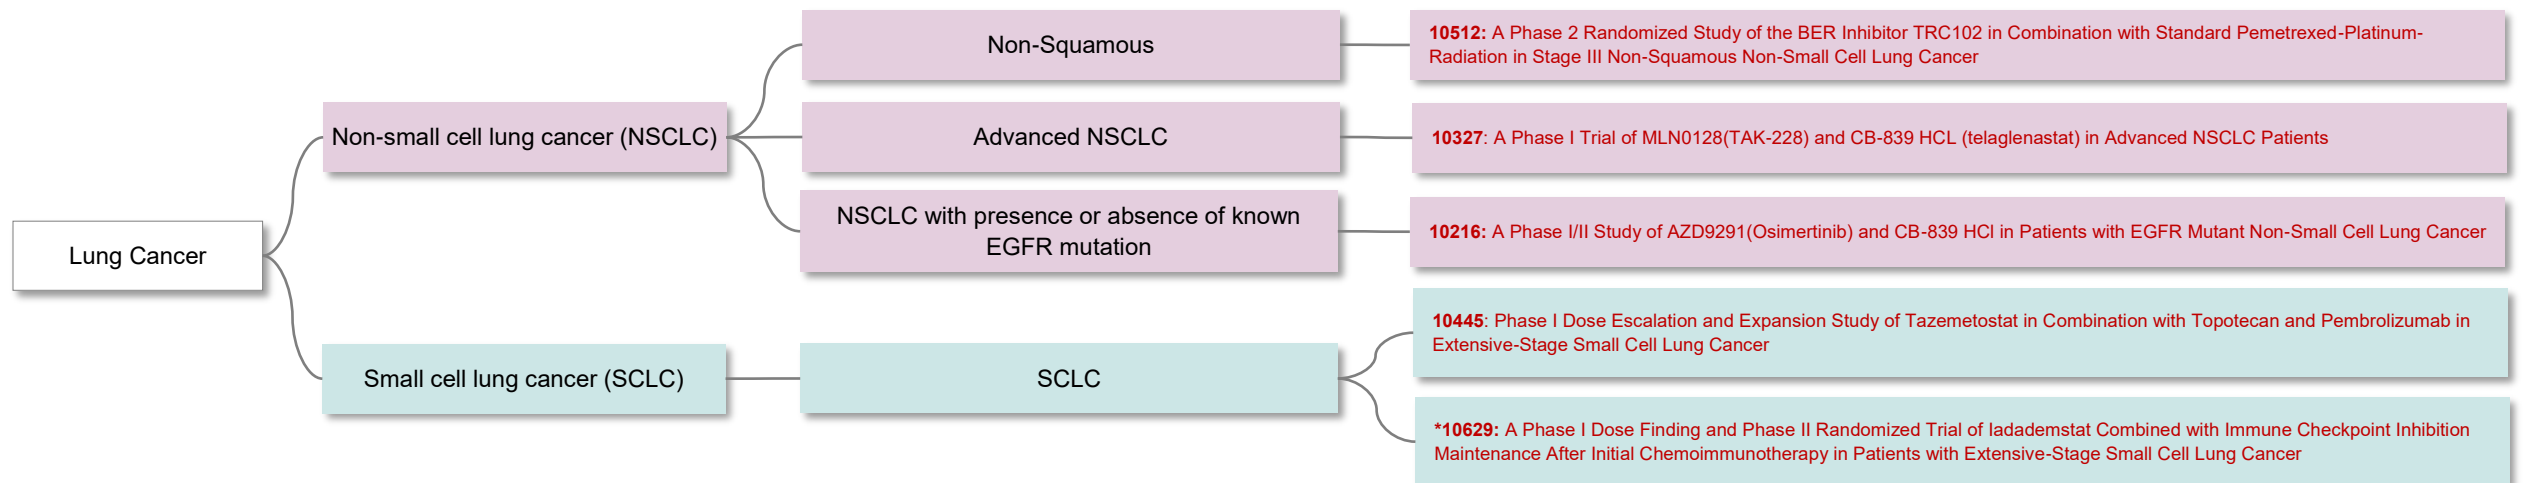 Lung Cancer
Non-small cell lung cancer (NSCLC)
Non-Squamous
10512: A Phase 2 Randomized Study of the BER Inhibitor TRC102 in Combination with Standard Pemetrexed-Platinum-
Radiation in Stage III Non-Squamous Non-Small Cell Lung Cancer
Advanced NSCLC
10327: A Phase I Trial of MLN0128(TAK-228) and CB-839 HCL (telaglenastat) in Advanced NSCLC Patients
NSCLC with presence or absence of known
EGFR mutation
10216: A Phase I/II Study of AZD9291(Osimertinib) and CB-839 HCl in Patients with EGFR Mutant Non-Small Cell Lung Cancer
Small cell lung cancer (SCLC)
SCLC
10445: Phase I Dose Escalation and Expansion Study of Tazemetostat in Combination with Topotecan and Pembrolizumab in
Extensive-Stage Small Cell Lung Cancer
*10629: A Phase I Dose Finding and Phase II Randomized Trial of Iadademstat Combined with Immune Checkpoint Inhibition
Maintenance After Initial Chemoimmunotherapy in Patients with Extensive-Stage Small Cell Lung Cancer